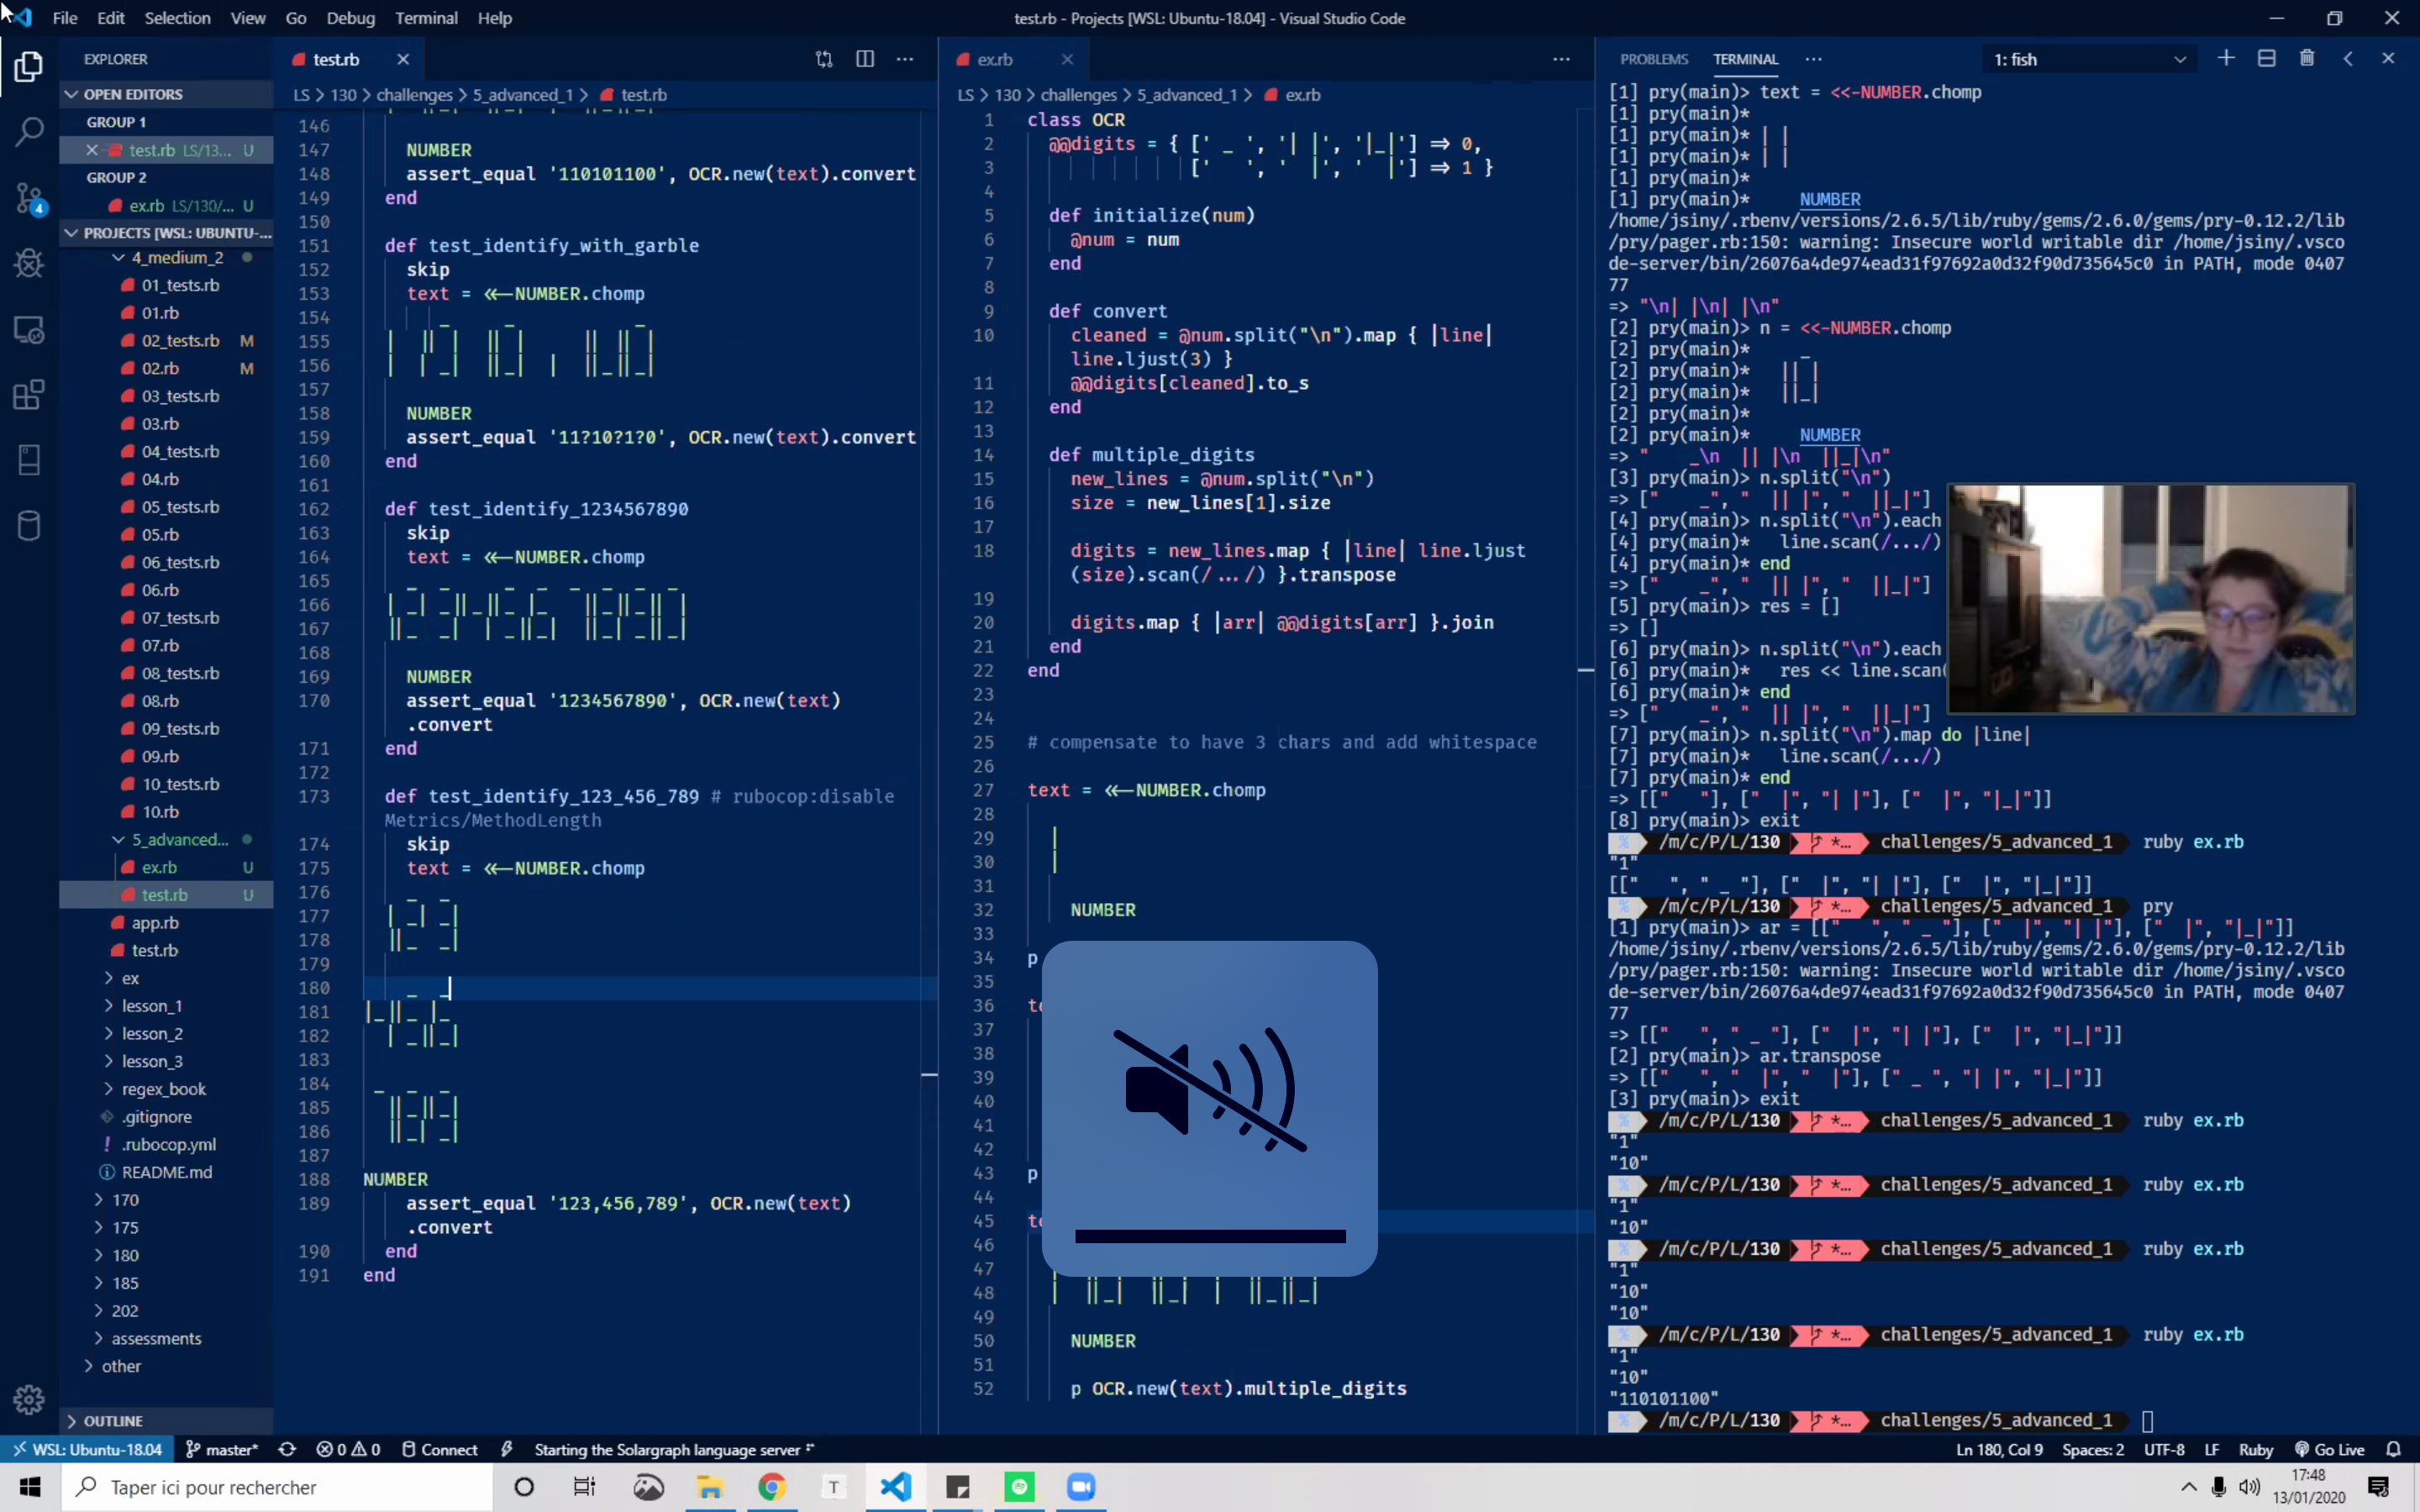 File Edit Selection View Go Debug Terminal Help
test.rb - Projects [WSL: Ubuntu-18.04] - Visual Studio Code
EXPLORER
OPEN EDITORS
GROUP 1
test.rb LS/13... U
GROUP 2
ex.rb LS/130/... U
PROJECTS [WSL: UBUNTU-...
4_medium_2
01_tests.rb
01.rb
02_tests.rb M
02.rb M
03_tests.rb
03.rb
04_tests.rb
04.rb
05_tests.rb
05.rb
06_tests.rb
06.rb
07_tests.rb
07.rb
08_tests.rb
08.rb
09_tests.rb
09.rb
10_tests.rb
10.rb
5_advanced...
ex.rb U
test.rb U
app.rb
test.rb
ex
lesson_1
lesson_2
lesson_3
regex_book
.gitignore
.rubocop.yml
README.md
170
175
180
185
202
assessments
other
OUTLINE
test.rb
LS > 130 > challenges > 5_advanced_1 > test.rb
146
147 NUMBER
148 assert_equal '110101100', OCR.new(text).convert
149 end
150
151 def test_identify_with_garble
152 skip
153 text = <<-NUMBER.chomp
154
155
156
157
158 NUMBER
159 assert_equal '11?10?1?0', OCR.new(text).convert
160 end
161
162 def test_identify_1234567890
163 skip
164 text = <<-NUMBER.chomp
165
166
167
168
169 NUMBER
170 assert_equal '1234567890', OCR.new(text)
.convert
171 end
172
173 def test_identify_123_456_789 # rubocop:disable
Metrics/MethodLength
174 skip
175 text = <<-NUMBER.chomp
176
177
178
179
180
181
182
183
184
185
186
187
188 NUMBER
189 assert_equal '123,456,789', OCR.new(text)
.convert
190 end
191 end
ex.rb
LS > 130 > challenges > 5_advanced_1 > ex.rb
1 class OCR
2 @@digits = { [' _ ', '| |', '|_|'] => 0,
3 ['   ', '  |', '  |'] => 1 }
4
5 def initialize(num)
6 @num = num
7 end
8
9 def convert
10 cleaned = @num.split("\n").map { |line|
line.ljust(3) }
11 @@digits[cleaned].to_s
12 end
13
14 def multiple_digits
15 new_lines = @num.split("\n")
16 size = new_lines[1].size
17
18 digits = new_lines.map { |line| line.ljust
(size).scan(/.../) }.transpose
19
20 digits.map { |arr| @@digits[arr] }.join
21 end
22 end
23
24
25 # compensate to have 3 chars and add whitespace
26
27 text = <<-NUMBER.chomp
28
29 |
30 |
31
32 NUMBER
33
34 p
35
36 te
37
38
39
40
41
42
43 p
44
45 te
46
47
48 | ||_| ||_| | ||_||_|
49
50 NUMBER
51
52 p OCR.new(text).multiple_digits
PROBLEMS TERMINAL ... 1: fish
[1] pry(main)> text = <<-NUMBER.chomp
[1] pry(main)*
[1] pry(main)* | |
[1] pry(main)* | |
[1] pry(main)*
[1] pry(main)*     NUMBER
/home/jsiny/.rbenv/versions/2.6.5/lib/ruby/gems/2.6.0/gems/pry-0.12.2/lib
/pry/pager.rb:150: warning: Insecure world writable dir /home/jsiny/.vsco
de-server/bin/26076a4de974ead31f97692a0d32f90d735645c0 in PATH, mode 0407
77
=> "\n| |\n| |\n"
[2] pry(main)> n = <<-NUMBER.chomp
[2] pry(main)*     _
[2] pry(main)*   || |
[2] pry(main)*   ||_|
[2] pry(main)*
[2] pry(main)*     NUMBER
=> "    _\n  || |\n  ||_|\n"
[3] pry(main)> n.split("\n")
=> ["    _", "  || |", "  ||_|"]
[4] pry(main)> n.split("\n").each
[4] pry(main)*   line.scan(/.../)
[4] pry(main)* end
=> ["    _", "  || |", "  ||_|"]
[5] pry(main)> res = []
=> []
[6] pry(main)> n.split("\n").each
[6] pry(main)*   res << line.scan(
[6] pry(main)* end
=> ["    _", "  || |", "  ||_|"]
[7] pry(main)> n.split("\n").map do |line|
[7] pry(main)*   line.scan(/.../)
[7] pry(main)* end
=> [["   "], ["  |", "| |"], ["  |", "|_|"]]
[8] pry(main)> exit
/m/c/P/L/130 *... challenges/5_advanced_1 ruby ex.rb
"1"
[["   ", " _ "], ["  |", "| |"], ["  |", "|_|"]]
/m/c/P/L/130 *... challenges/5_advanced_1 pry
[1] pry(main)> ar = [["   ", " _ "], ["  |", "| |"], ["  |", "|_|"]]
/home/jsiny/.rbenv/versions/2.6.5/lib/ruby/gems/2.6.0/gems/pry-0.12.2/lib
/pry/pager.rb:150: warning: Insecure world writable dir /home/jsiny/.vsco
de-server/bin/26076a4de974ead31f97692a0d32f90d735645c0 in PATH, mode 0407
77
=> [["   ", " _ "], ["  |", "| |"], ["  |", "|_|"]]
[2] pry(main)> ar.transpose
=> [["   ", "  |", "  |"], [" _ ", "| |", "|_|"]]
[3] pry(main)> exit
/m/c/P/L/130 *... challenges/5_advanced_1 ruby ex.rb
"1"
"10"
/m/c/P/L/130 *... challenges/5_advanced_1 ruby ex.rb
"1"
"10"
/m/c/P/L/130 *... challenges/5_advanced_1 ruby ex.rb
"1"
"10"
"10"
/m/c/P/L/130 *... challenges/5_advanced_1 ruby ex.rb
"1"
"10"
"110101100"
/m/c/P/L/130 *... challenges/5_advanced_1
WSL: Ubuntu-18.04 master* 0 0 Connect Starting the Solargraph language server
Ln 180, Col 9 Spaces: 2 UTF-8 LF Ruby Go Live
Taper ici pour rechercher
17:48
13/01/2020